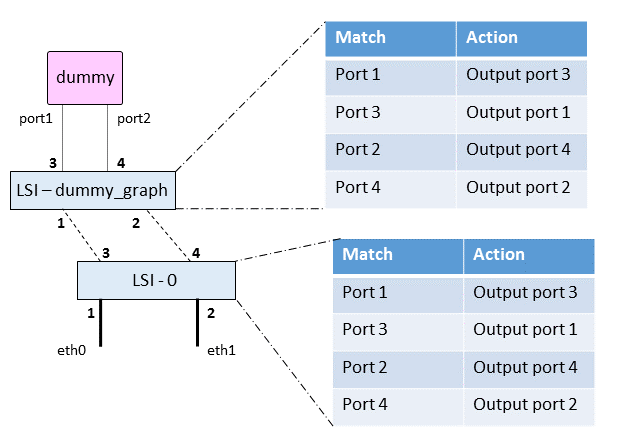 dummy
port1 port2
3 4
LSI – dummy_graph
1 2
3 4
LSI - 0
1 2
eth0 eth1
Match Action
Port 1 Output port 3
Port 3 Output port 1
Port 2 Output port 4
Port 4 Output port 2
Match Action
Port 1 Output port 3
Port 3 Output port 1
Port 2 Output port 4
Port 4 Output port 2